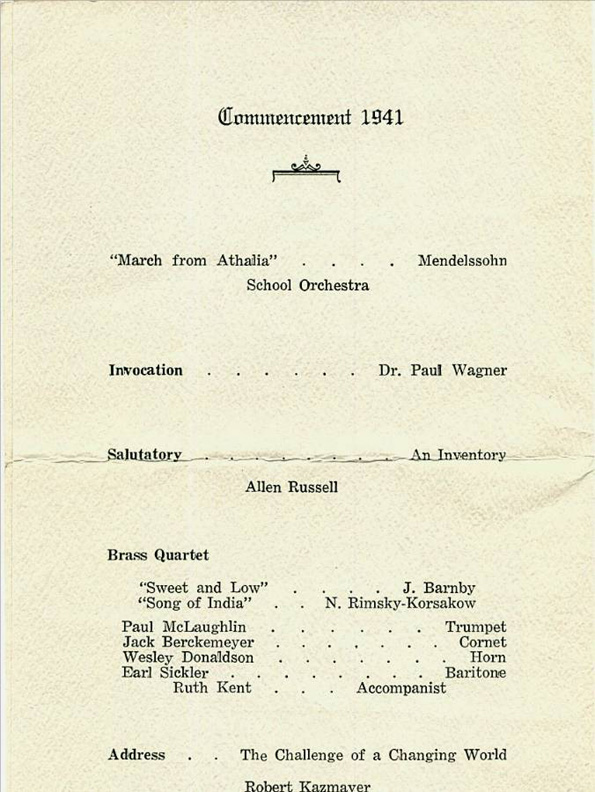 Commencement 1941
"March from Athalia" . . . . Mendelssohn
School Orchestra
Invocation . . . . . . Dr. Paul Wagner
Salutatory . . . . . . . . An Inventory
Allen Russell
Brass Quartet
"Sweet and Low" . . . . J. Barnby
"Song of India" . . N. Rimsky-Korsakow
Paul McLaughlin . . . . . . Trumpet
Jack Berckemeyer . . . . . . Cornet
Wesley Donaldson . . . . . . Horn
Earl Sickler . . . . . . . Baritone
Ruth Kent . . . Accompanist
Address . . The Challenge of a Changing World
Robert Kazmayer